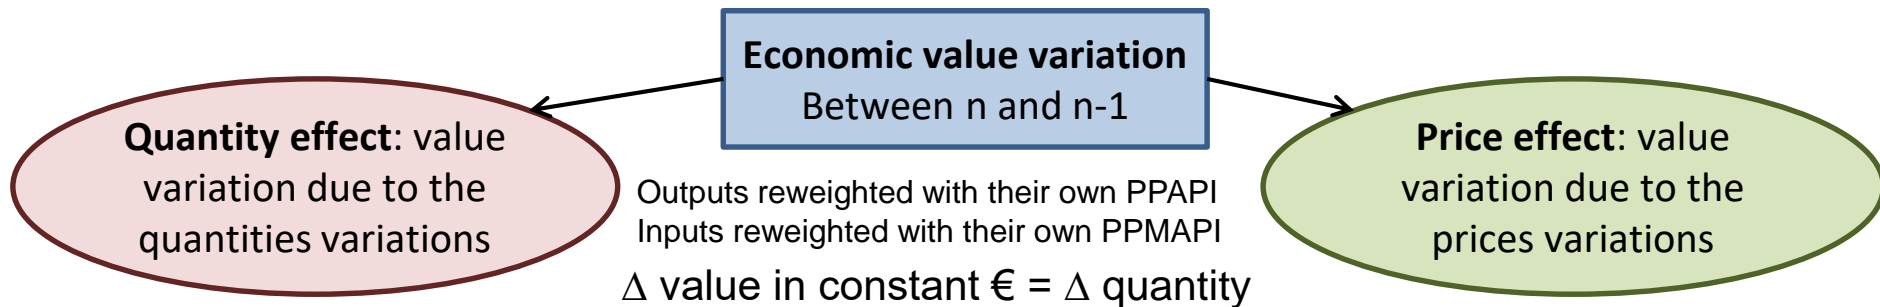 Economic value variation
Between n and n-1
Quantity effect: value
variation due to the
quantities variations
Outputs reweighted with their own PPAPI
Inputs reweighted with their own PPMAPI
Δ value in constant € = Δ quantity
Price effect: value
variation due to the
prices variations